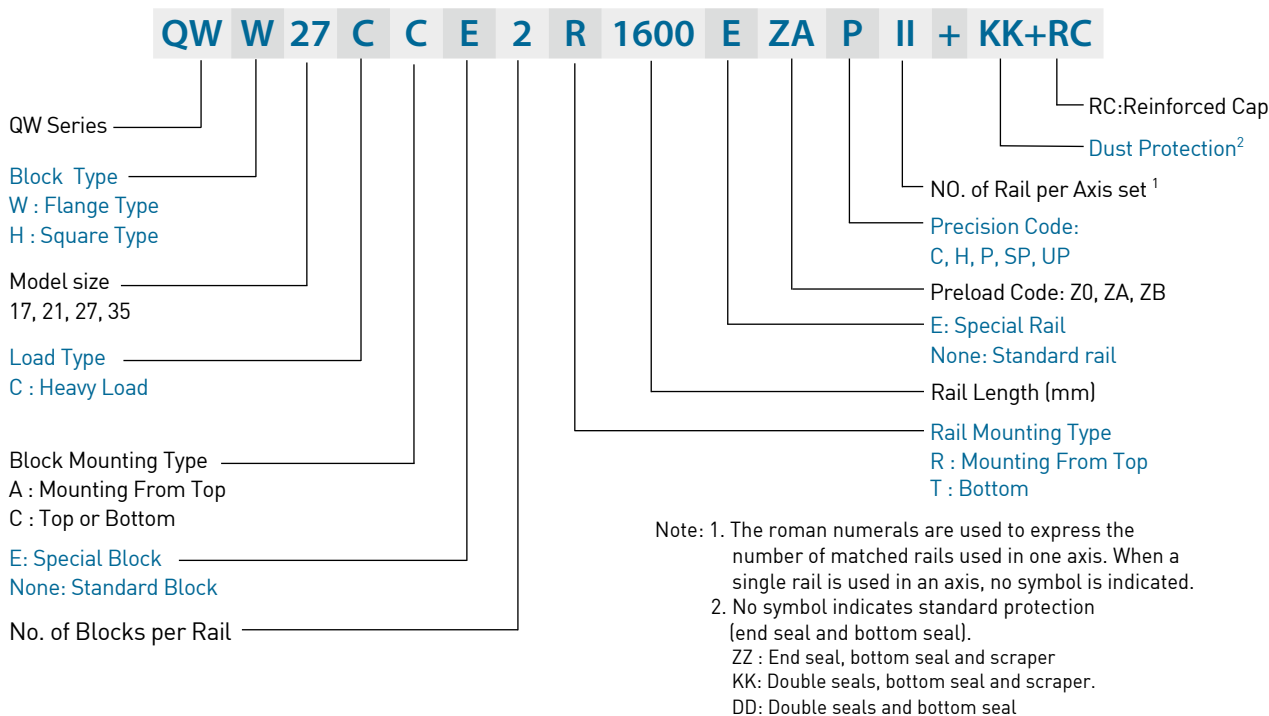 QW W 27 C C E 2 R 1600 E ZA P II + KK+RC
QW Series
Block Type
W : Flange Type
H : Square Type
Model size
17, 21, 27, 35
Load Type
C : Heavy Load
Block Mounting Type
A : Mounting From Top
C : Top or Bottom
E: Special Block
None: Standard Block
No. of Blocks per Rail
RC:Reinforced Cap
Dust Protection2
NO. of Rail per Axis set 1
Precision Code:
C, H, P, SP, UP
Preload Code: Z0, ZA, ZB
E: Special Rail
None: Standard rail
Rail Length (mm)
Rail Mounting Type
R : Mounting From Top
T : Bottom
Note: 1. The roman numerals are used to express the
number of matched rails used in one axis. When a
single rail is used in an axis, no symbol is indicated.
2. No symbol indicates standard protection
(end seal and bottom seal).
ZZ : End seal, bottom seal and scraper
KK: Double seals, bottom seal and scraper.
DD: Double seals and bottom seal